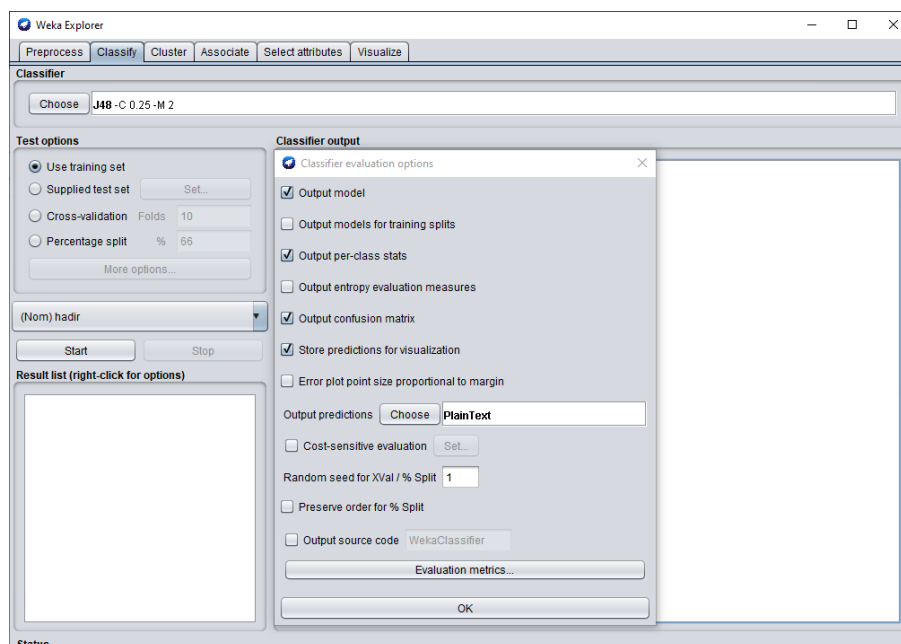 Weka Explorer
Preprocess Classify Cluster Associate Select attributes Visualize
Classifier
Choose J48 -C 0.25 -M 2
Test options
Use training set
Supplied test set Set...
Cross-validation Folds 10
Percentage split % 66
More options...
(Nom) hadir
Start Stop
Result list (right-click for options)
Classifier output
Classifier evaluation options
Output model
Output models for training splits
Output per-class stats
Output entropy evaluation measures
Output confusion matrix
Store predictions for visualization
Error plot point size proportional to margin
Output predictions Choose PlainText
Cost-sensitive evaluation Set...
Random seed for XVal / % Split 1
Preserve order for % Split
Output source code WekaClassifier
Evaluation metrics...
OK
Status